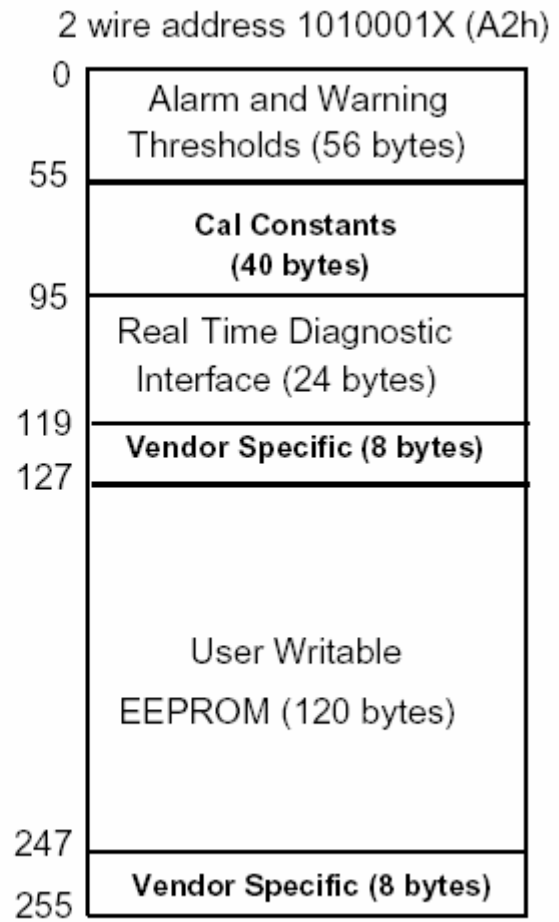 2 wire address 1010001X (A2h)
0
Alarm and Warning
Thresholds (56 bytes)
55
Cal Constants
(40 bytes)
95
Real Time Diagnostic
Interface (24 bytes)
119
Vendor Specific (8 bytes)
127
User Writable
EEPROM (120 bytes)
247
Vendor Specific (8 bytes)
255